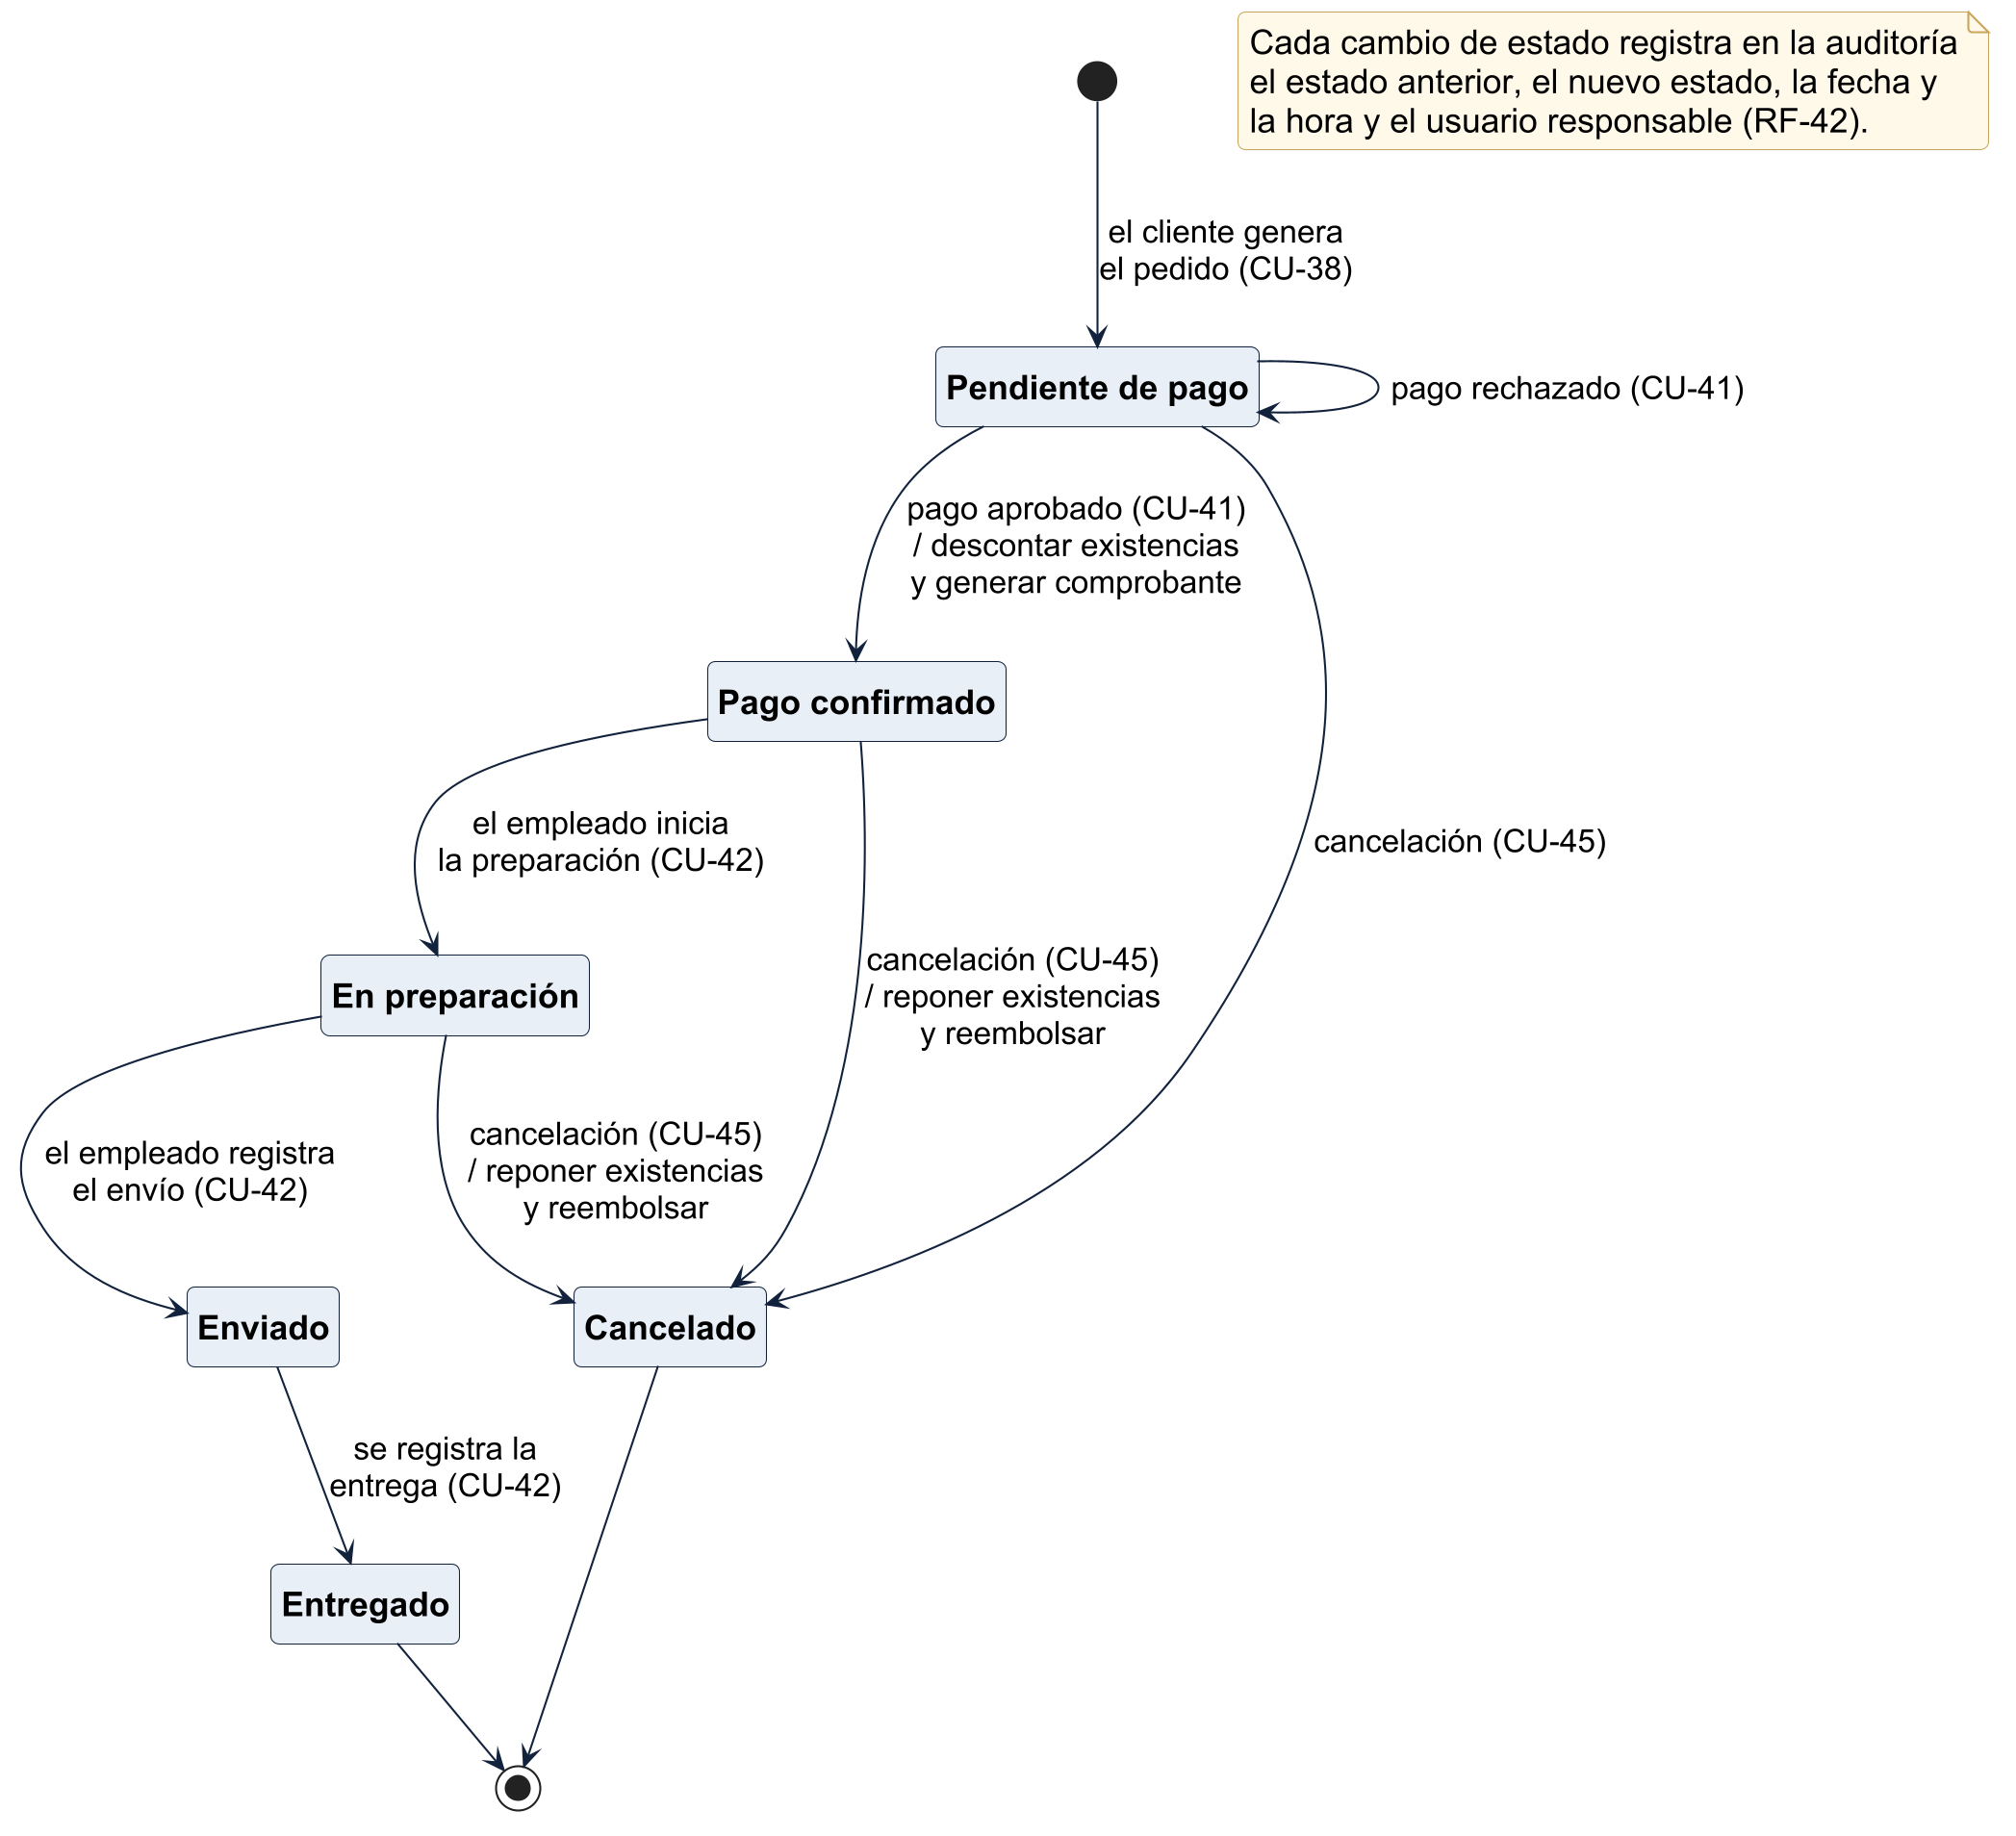 Cada cambio de estado registra en la auditoría
el estado anterior, el nuevo estado, la fecha y
la hora y el usuario responsable (RF-42).
el cliente genera
el pedido (CU-38)
Pendiente de pago
pago rechazado (CU-41)
pago aprobado (CU-41)
/ descontar existencias
y generar comprobante
Pago confirmado
el empleado inicia
la preparación (CU-42)
cancelación (CU-45)
cancelación (CU-45)
/ reponer existencias
y reembolsar
En preparación
el empleado registra
el envío (CU-42)
cancelación (CU-45)
/ reponer existencias
y reembolsar
Enviado
Cancelado
se registra la
entrega (CU-42)
Entregado